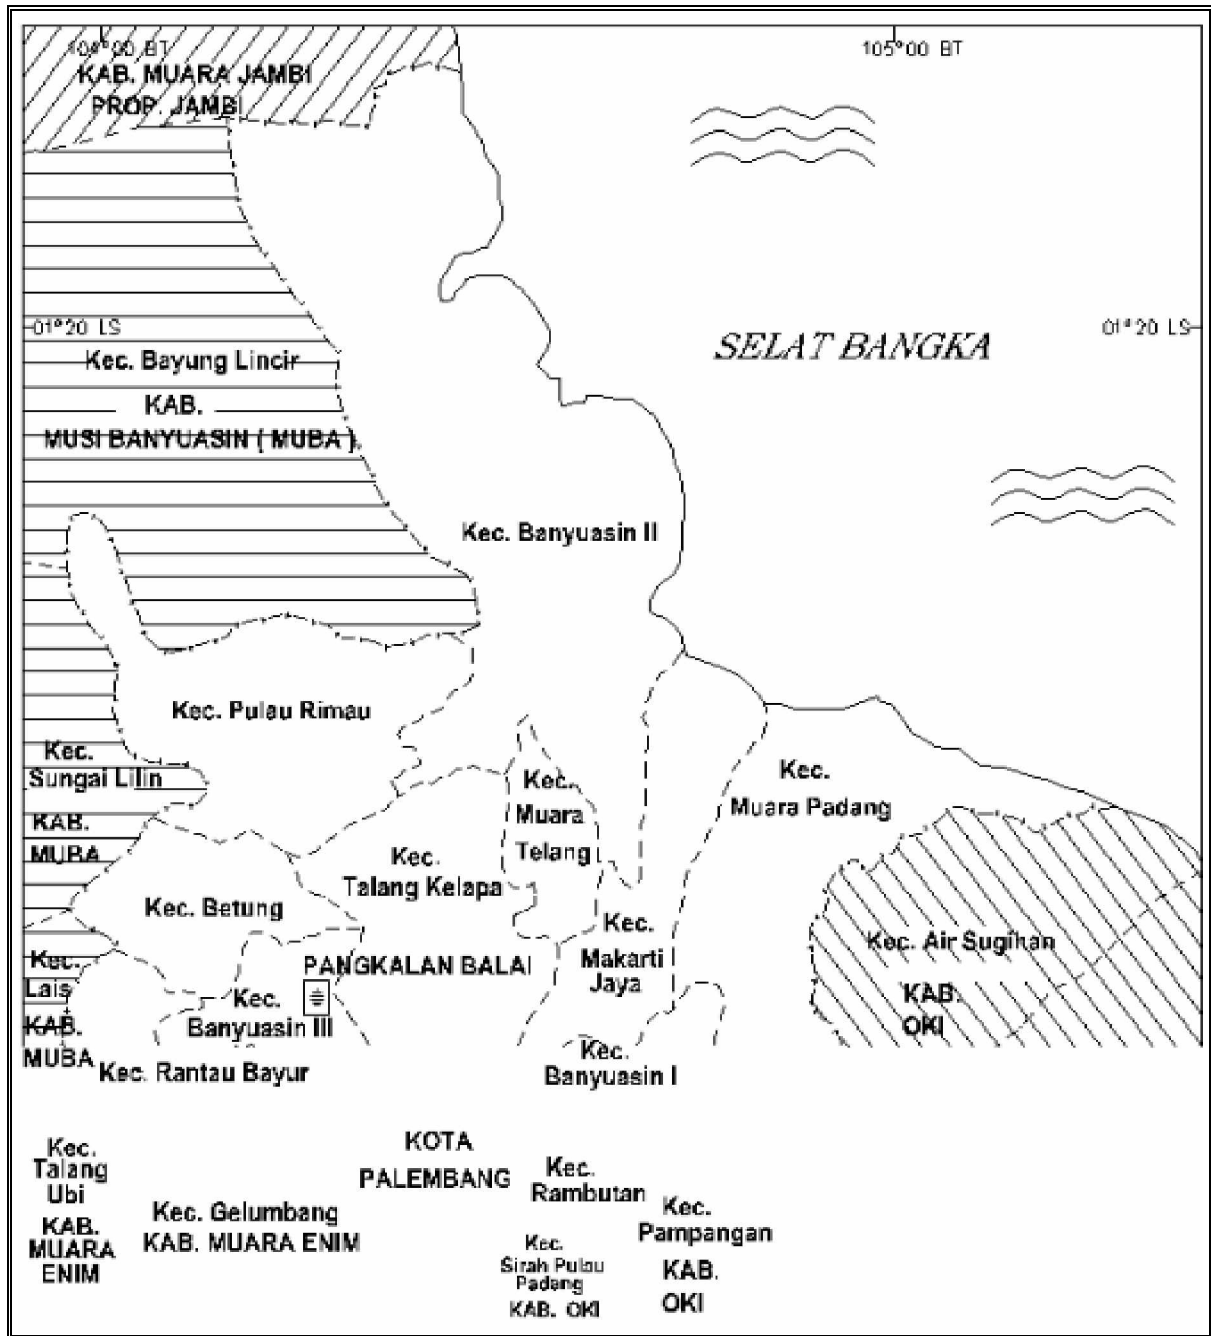 104°00 BT
105°00 BT
KAB. MUARA JAMBI
PROP. JAMBI
01°20 LS
01°20 LS
SELAT BANGKA
Kec. Bayung Lincir
KAB.
MUSI BANYUASIN ( MUBA )
Kec. Banyuasin II
Kec. Pulau Rimau
Kec.
Sungai Lilin
KAB.
MUBA
Kec.
Muara
Telang
Kec.
Muara Padang
Kec.
Talang Kelapa
Kec. Betung
Kec.
Makarti
Jaya
Kec. Air Sugihan
KAB.
OKI
PANGKALAN BALAI
Kec.
Lais
KAB.
MUBA
Kec.
Banyuasin III
Kec. Rantau Bayur
Kec.
Banyuasin I
Kec.
Talang
Ubi
KAB.
MUARA
ENIM
Kec. Gelumbang
KAB. MUARA ENIM
KOTA
PALEMBANG
Kec.
Rambutan
Kec.
Pampangan
KAB.
OKI
Kec.
Sirah Pulau
Padang
KAB. OKI